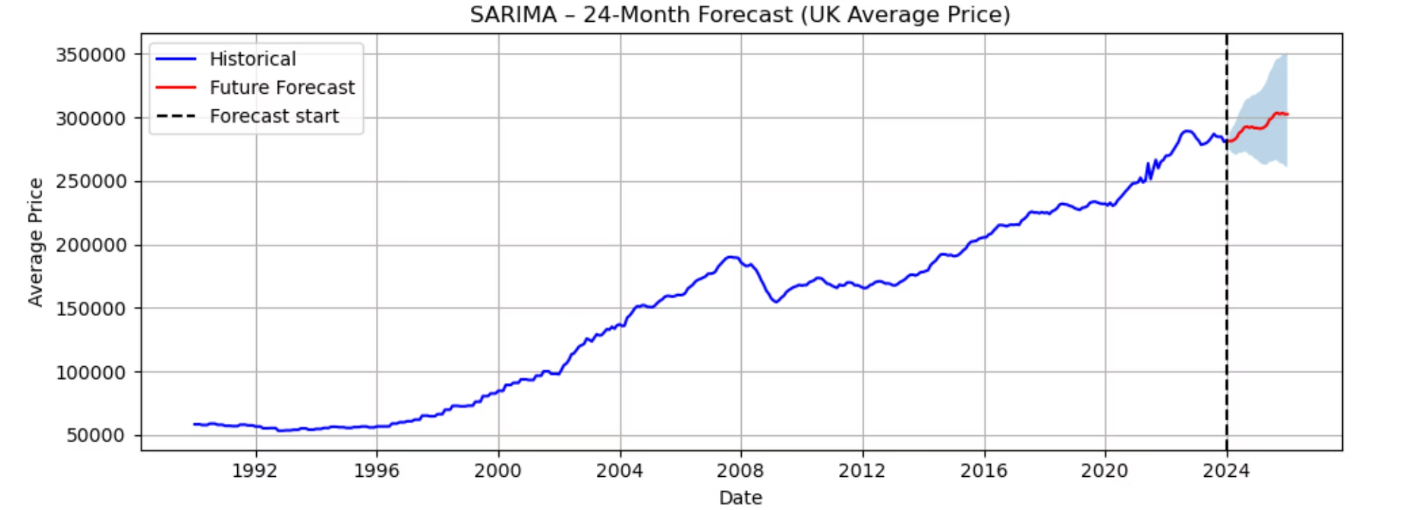 SARIMA – 24-Month Forecast (UK Average Price)
350000
300000
250000
200000
150000
100000
50000
Average Price
Historical
Future Forecast
Forecast start
1992 1996 2000 2004 2008 2012 2016 2020 2024
Date